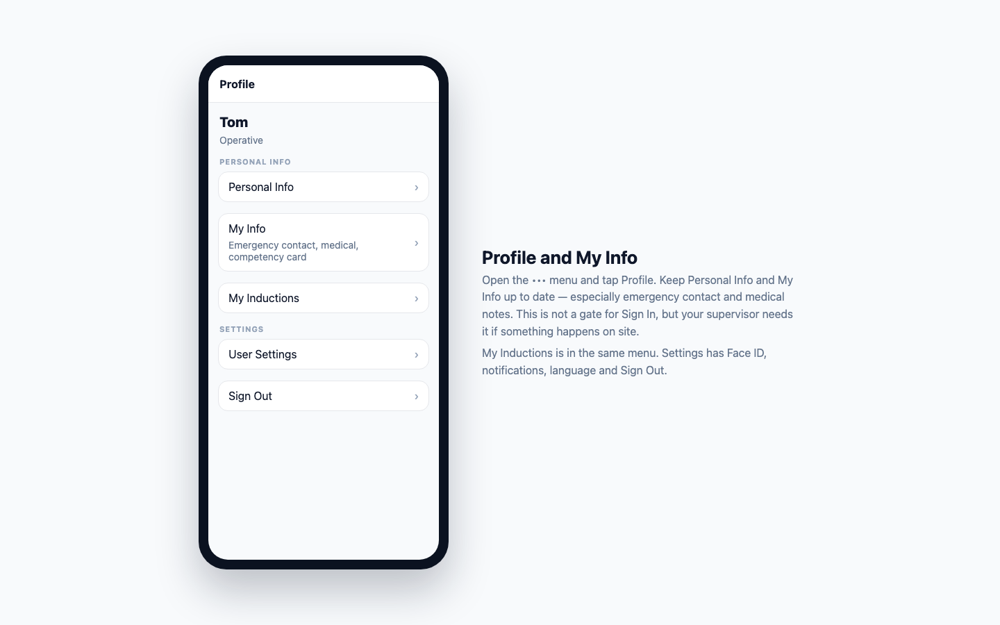 Profile
Tom
Operative
PERSONAL INFO
Personal Info ›
My Info ›
Emergency contact, medical,
competency card
My Inductions ›
SETTINGS
User Settings ›
Sign Out ›
Profile and My Info
Open the ••• menu and tap Profile. Keep Personal Info and My
Info up to date — especially emergency contact and medical
notes. This is not a gate for Sign In, but your supervisor needs
it if something happens on site.
My Inductions is in the same menu. Settings has Face ID,
notifications, language and Sign Out.